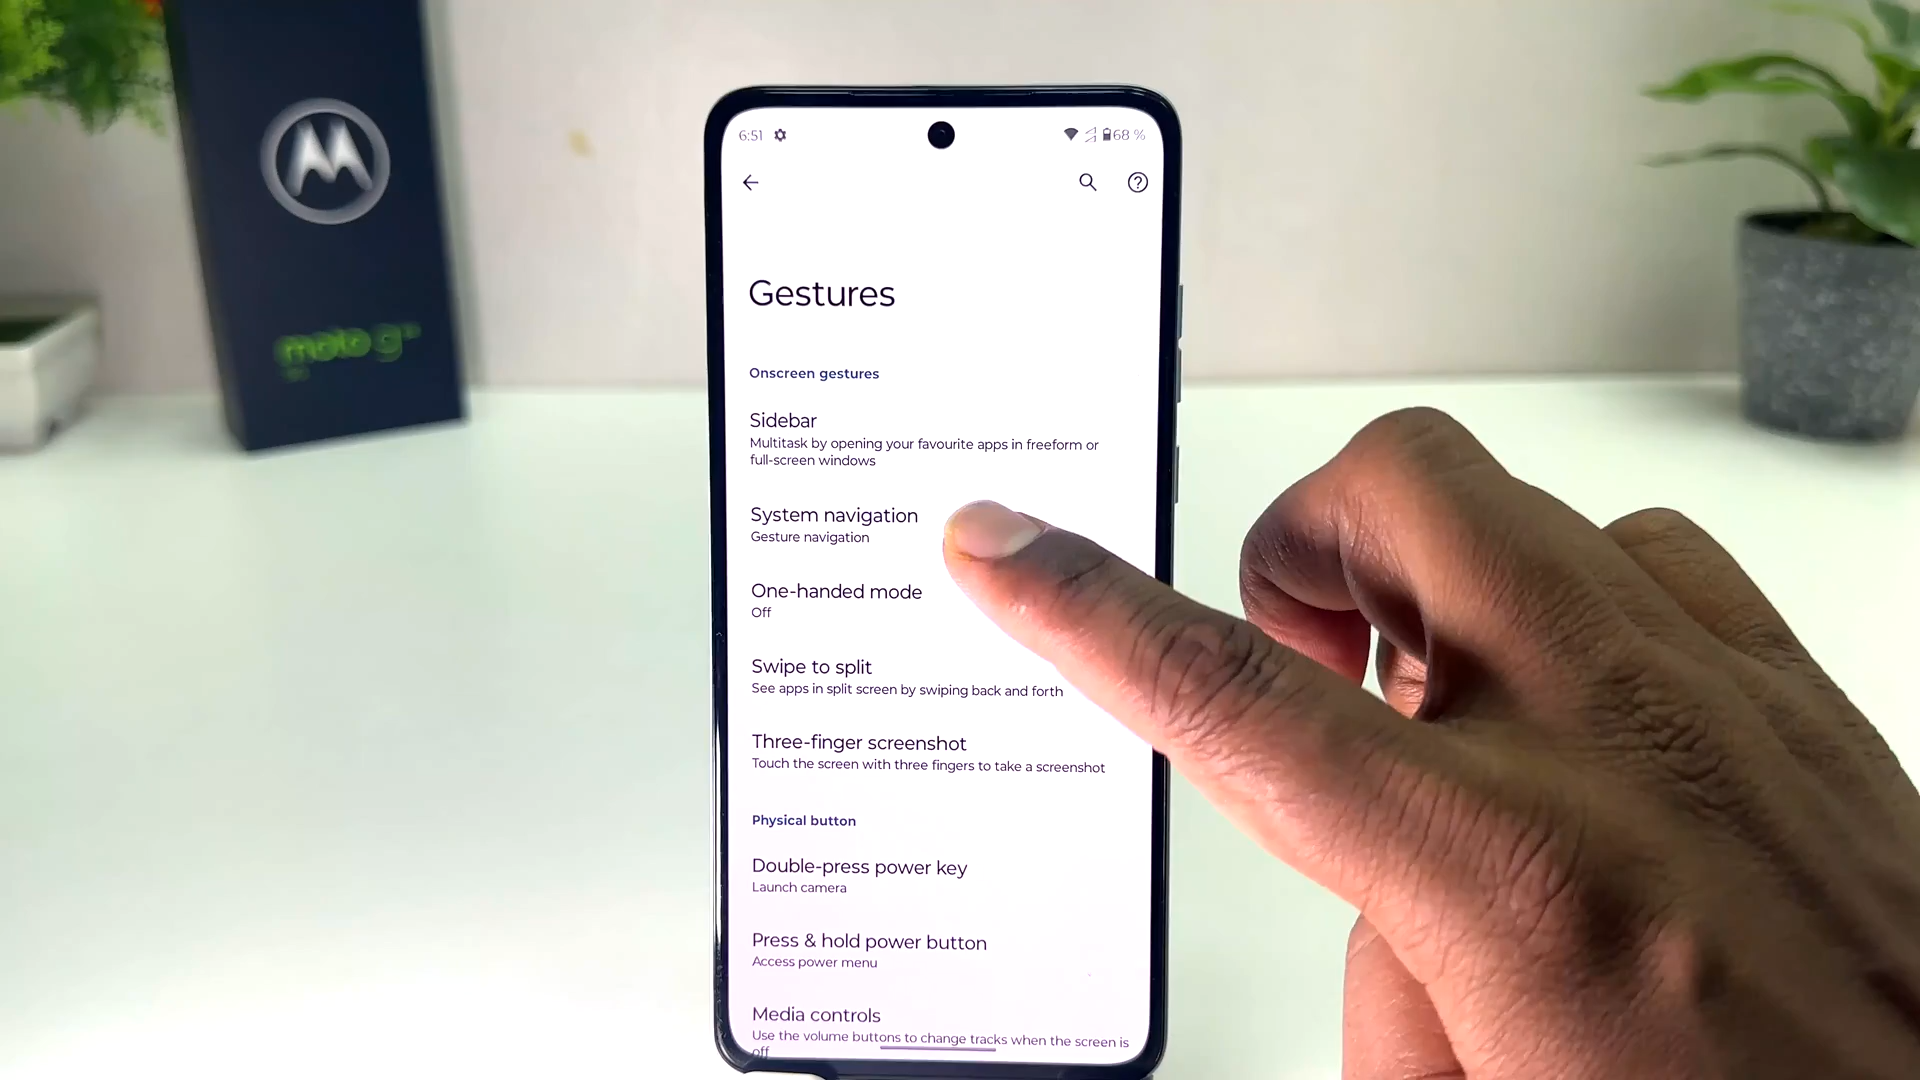 moto g
6:51
68 %
Gestures
Onscreen gestures
Sidebar
Multitask by opening your favourite apps in freeform or
full-screen windows
System navigation
Gesture navigation
One-handed mode
Off
Swipe to split
See apps in split screen by swiping back and forth
Three-finger screenshot
Touch the screen with three fingers to take a screenshot
Physical button
Double-press power key
Launch camera
Press & hold power button
Access power menu
Media controls
Use the volume buttons to change tracks when the screen is
off